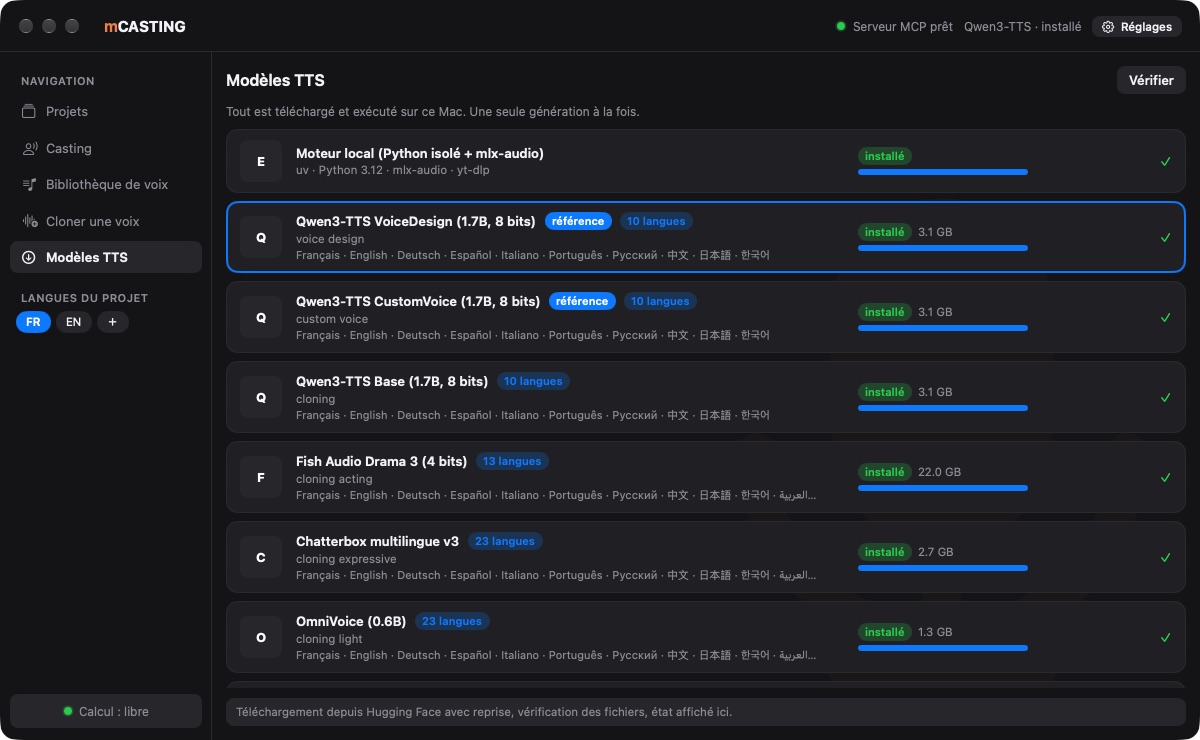 mCASTING
Serveur MCP prêt
Qwen3-TTS · installé
Réglages
NAVIGATION
Projets
Casting
Bibliothèque de voix
Cloner une voix
Modèles TTS
LANGUES DU PROJET
FR EN +
Calcul : libre
Modèles TTS
Vérifier
Tout est téléchargé et exécuté sur ce Mac. Une seule génération à la fois.
E
Moteur local (Python isolé + mlx-audio)
uv · Python 3.12 · mlx-audio · yt-dlp
installé
Q
Qwen3-TTS VoiceDesign (1.7B, 8 bits) référence 10 langues
voice design
Français · English · Deutsch · Español · Italiano · Português · Русский · 中文 · 日本語 · 한국어
installé 3.1 GB
Q
Qwen3-TTS CustomVoice (1.7B, 8 bits) référence 10 langues
custom voice
Français · English · Deutsch · Español · Italiano · Português · Русский · 中文 · 日本語 · 한국어
installé 3.1 GB
Q
Qwen3-TTS Base (1.7B, 8 bits) 10 langues
cloning
Français · English · Deutsch · Español · Italiano · Português · Русский · 中文 · 日本語 · 한국어
installé 3.1 GB
F
Fish Audio Drama 3 (4 bits) 13 langues
cloning acting
Français · English · Deutsch · Español · Italiano · Português · Русский · 中文 · 日本語 · 한국어 · العربية...
installé 22.0 GB
C
Chatterbox multilingue v3 23 langues
cloning expressive
Français · English · Deutsch · Español · Italiano · Português · Русский · 中文 · 日本語 · 한국어 · العربية...
installé 2.7 GB
O
OmniVoice (0.6B) 23 langues
cloning light
Français · English · Deutsch · Español · Italiano · Português · Русский · 中文 · 日本語 · 한국어 · العربية...
installé 1.3 GB
Téléchargement depuis Hugging Face avec reprise, vérification des fichiers, état affiché ici.